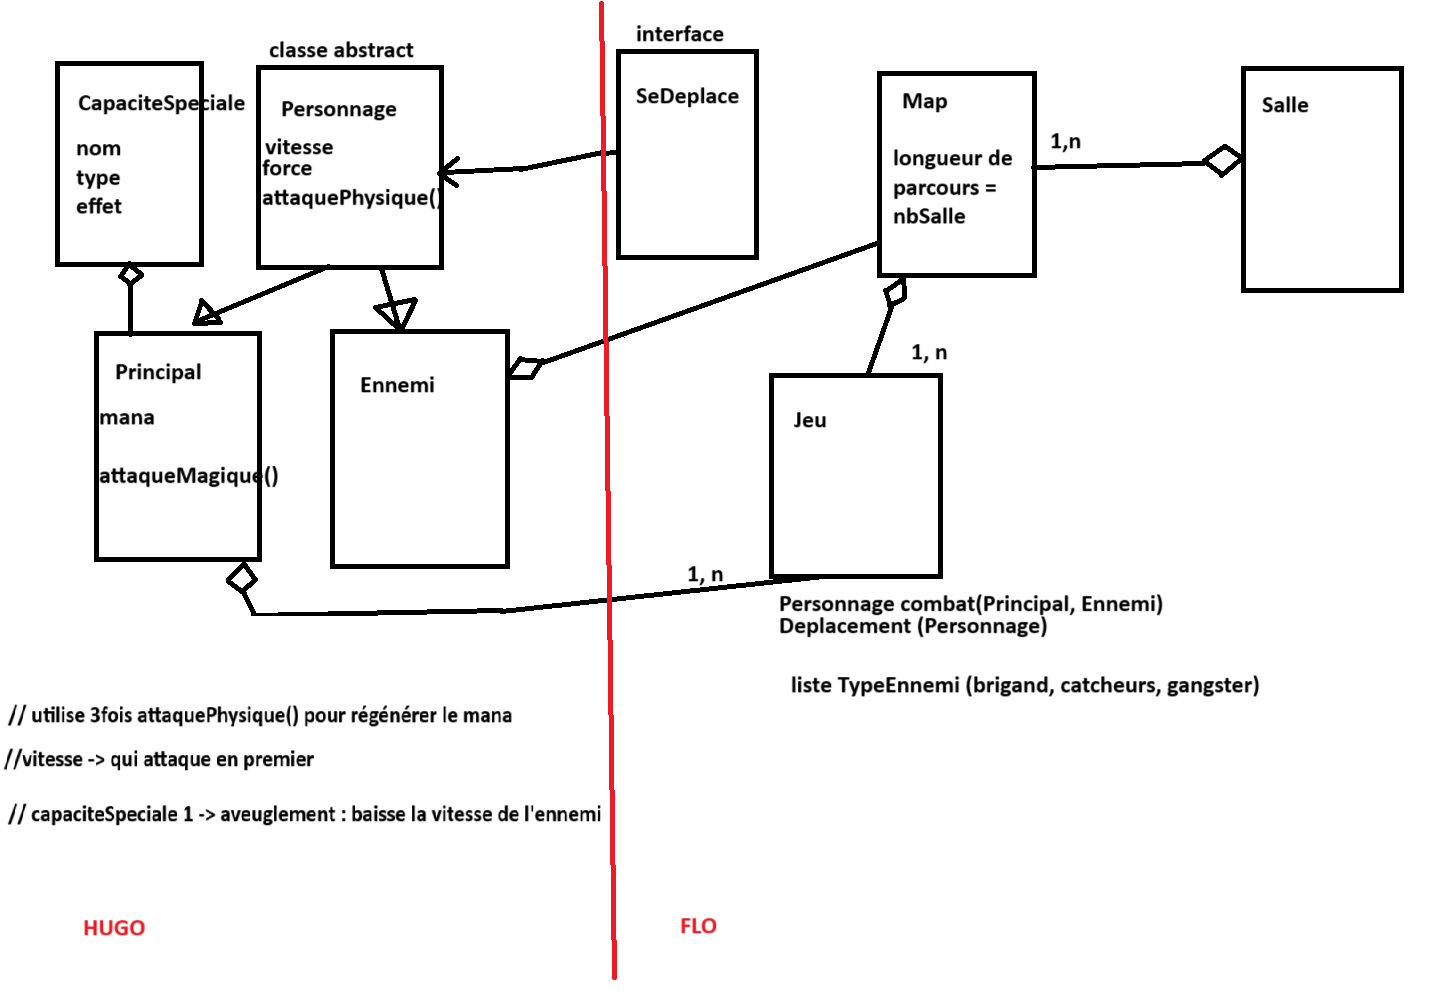 classe abstract
interface
CapaciteSpeciale
nom
type
effet
Personnage
vitesse
force
attaquePhysique()
SeDeplace
Map
longueur de
parcours =
nbSalle
1,n
Salle
Principal
mana
attaqueMagique()
Ennemi
1, n
Jeu
1, n
Personnage combat(Principal, Ennemi)
Deplacement (Personnage)
liste TypeEnnemi (brigand, catcheurs, gangster)
// utilise 3fois attaquePhysique() pour régénérer le mana
//vitesse -> qui attaque en premier
// capaciteSpeciale 1 -> aveuglement : baisse la vitesse de l'ennemi
HUGO
FLO